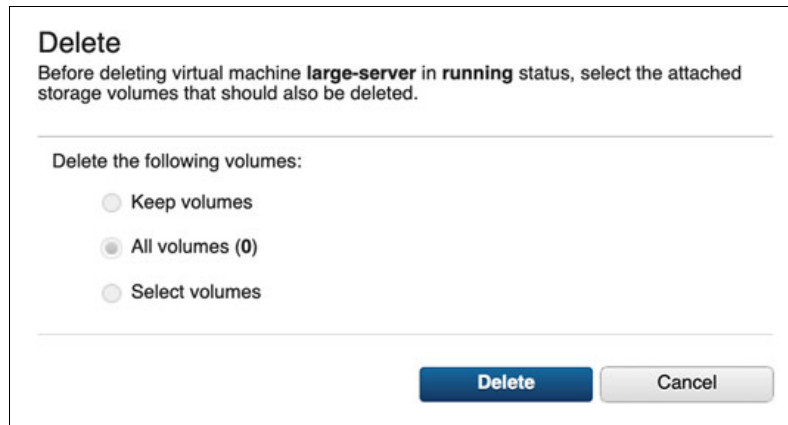 Delete
Before deleting virtual machine large-server in running status, select the attached
storage volumes that should also be deleted.
Delete the following volumes:
Keep volumes
All volumes (0)
Select volumes
Delete
Cancel